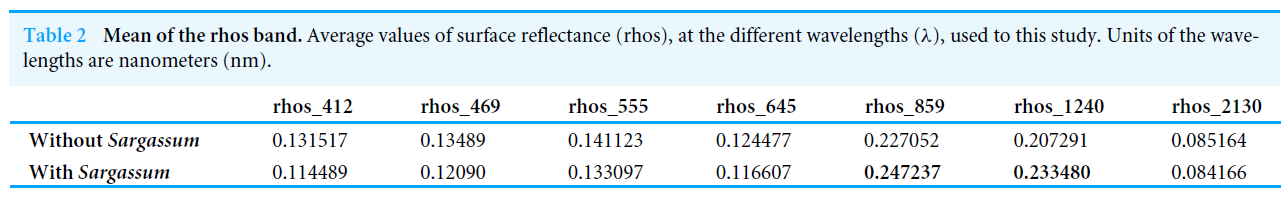 Table 2 Mean of the rhos band. Average values of surface reflectance (rhos), at the different wavelengths (λ), used to this study. Units of the wave-
lengths are nanometers (nm).
rhos_412 rhos_469 rhos_555 rhos_645 rhos_859 rhos_1240 rhos_2130
Without Sargassum 0.131517 0.13489 0.141123 0.124477 0.227052 0.207291 0.085164
With Sargassum 0.114489 0.12090 0.133097 0.116607 0.247237 0.233480 0.084166